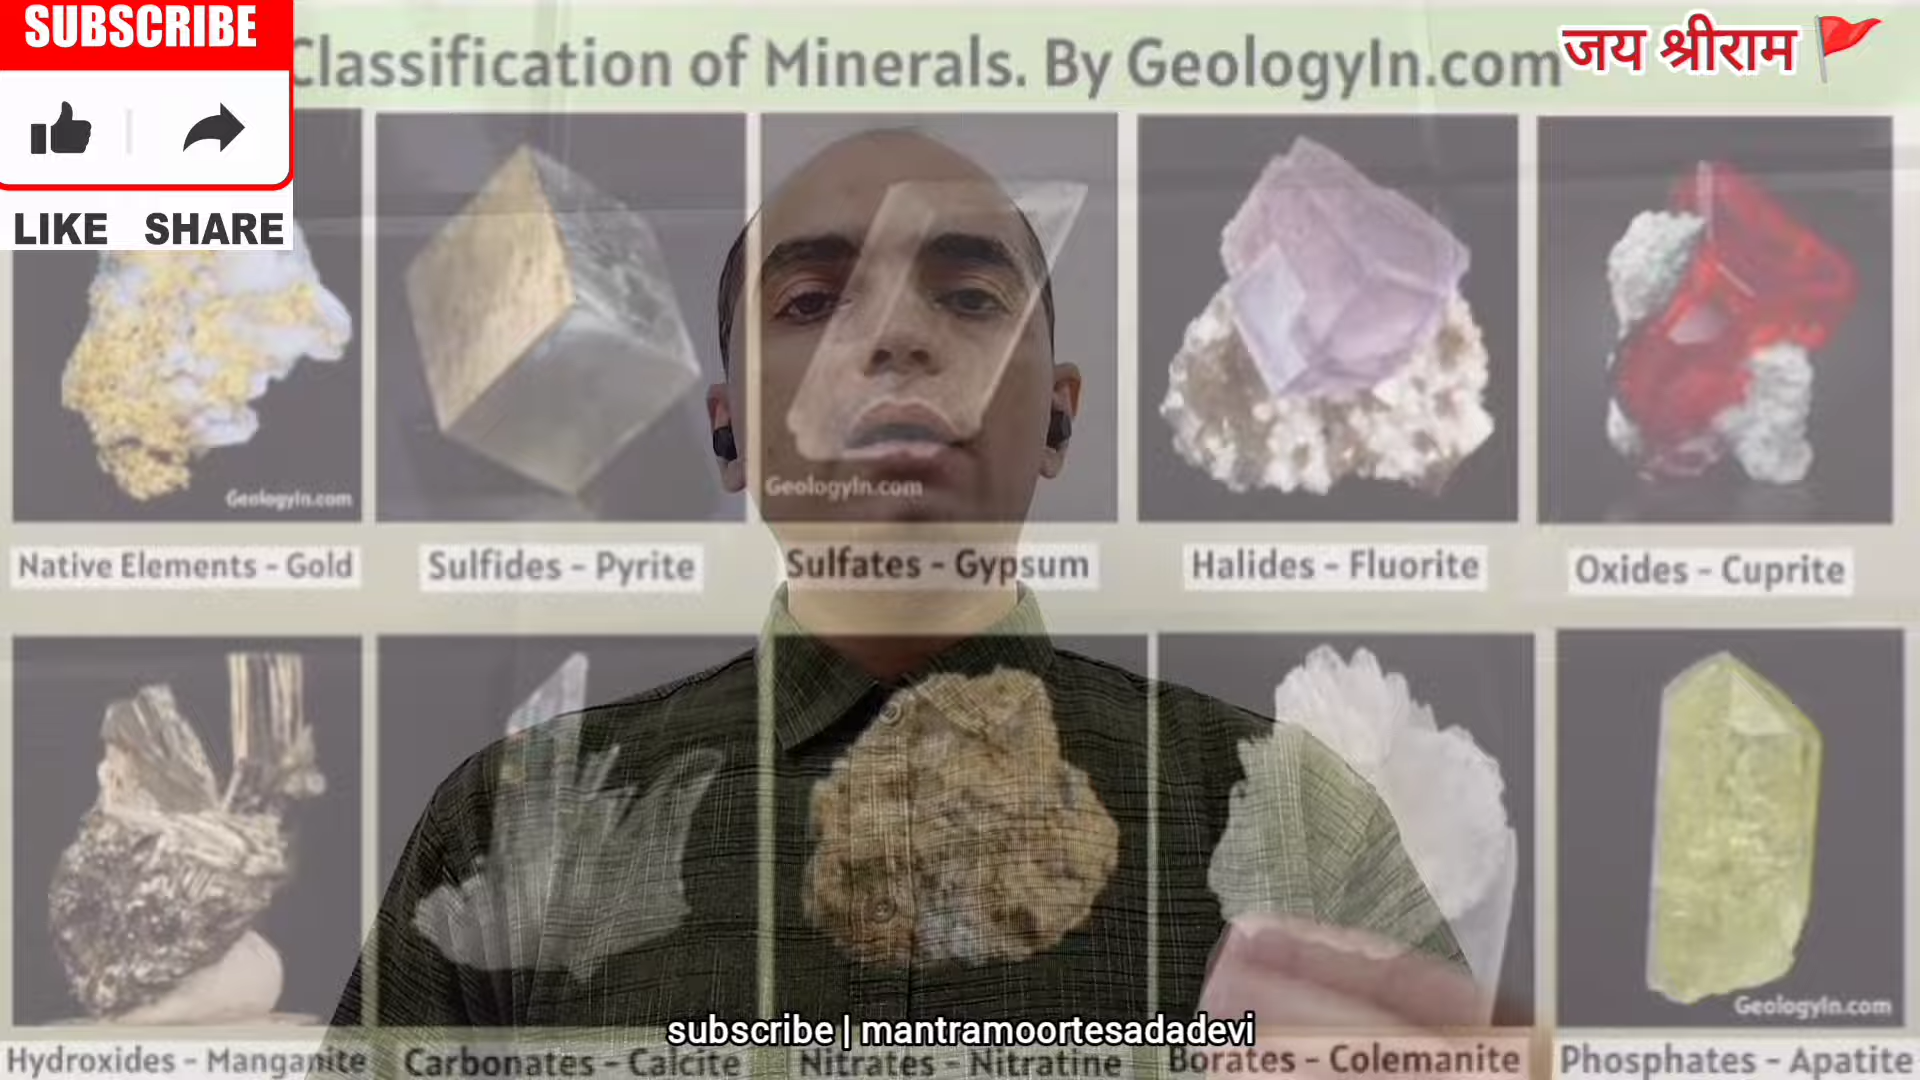 SUBSCRIBE
Classification of Minerals. By GeologyIn.com
जय श्रीराम
LIKE SHARE
GeologyIn.com
GeologyIn.com
Native Elements - Gold
Sulfides - Pyrite
Sulfates - Gypsum
Halides - Fluorite
Oxides - Cuprite
GeologyIn.com
subscribe | mantramoortesadadevi
Hydroxides - Manganite
Carbonates - Calcite
Nitrates - Nitratine
Borates - Colemanite
Phosphates - Apatite